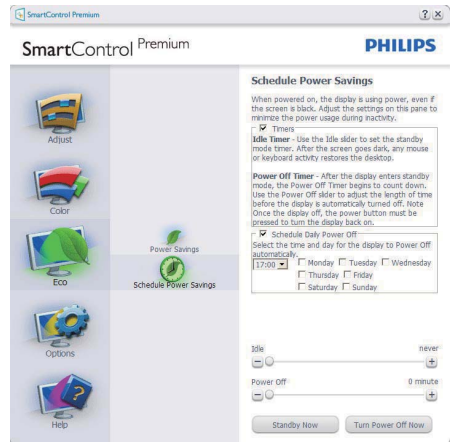 SmartControl Premium
SmartControl Premium
PHILIPS
Adjust
Color
Eco
Options
Help
Power Savings
Schedule Power Savings
Schedule Power Savings
When powered on, the display is using power, even if
the screen is black. Adjust the settings on this pane to
minimize the power usage during inactivity.
Timers
Idle Timer - Use the Idle slider to set the standby
mode timer. After the screen goes dark, any mouse
or keyboard activity restores the desktop.
Power Off Timer - After the display enters standby
mode, the Power Off Timer begins to count down.
Use the Power Off slider to adjust the length of time
before the display is automatically turned off. Note
Once the display off, the power button must be
pressed to turn the display back on.
Schedule Daily Power Off
Select the time and day for the display to Power Off
automatically.
17:00 Monday Tuesday Wednesday
Thursday Friday
Saturday Sunday
Idle never
Power Off 0 minute
Standby Now Turn Power Off Now